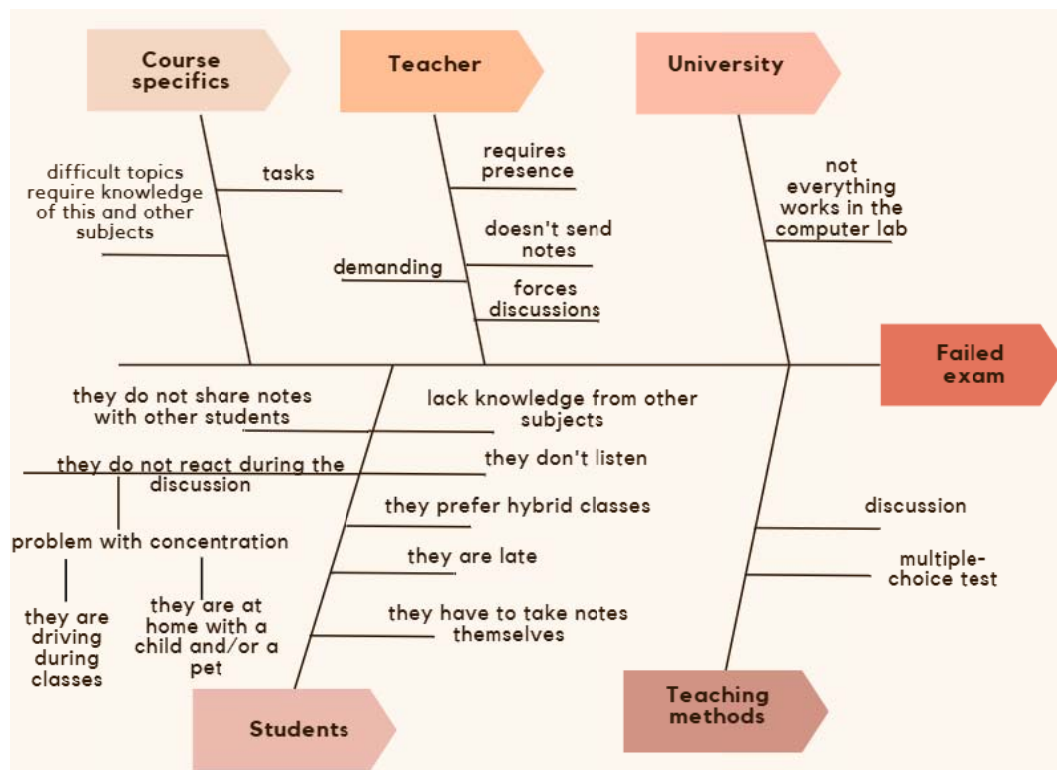 Course
specifics
Teacher
University
difficult topics
require knowledge
of this and other
subjects
tasks
requires
presence
doesn't send
notes
demanding
forces
discussions
not
everything
works in the
computer lab
Failed
exam
they do not share notes
with other students
lack knowledge from other
subjects
they do not react during the
discussion
they don't listen
they prefer hybrid classes
problem with concentration
they are late
they are
driving
during
classes
they are at
home with a
child and/or a
pet
they have to take notes
themselves
discussion
multiple-
choice test
Students
Teaching
methods